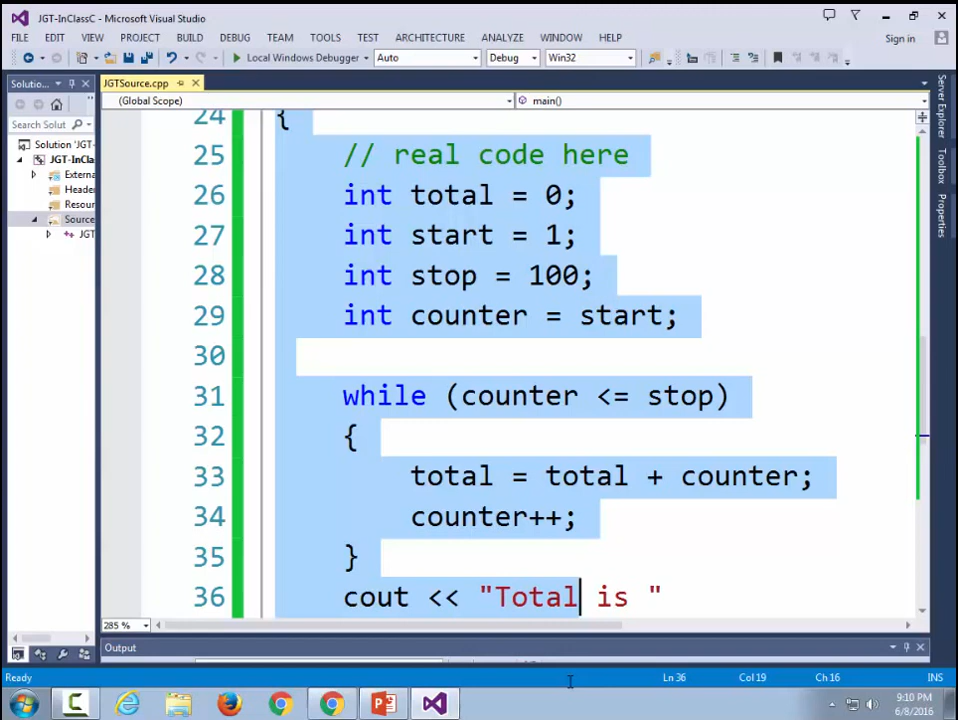 JGT-InClassC - Microsoft Visual Studio
FILE EDIT VIEW PROJECT BUILD DEBUG TEAM TOOLS TEST ARCHITECTURE ANALYZE WINDOW HELP Sign in
Local Windows Debugger Auto Debug Win32
Solutio...
JGTSource.cpp
(Global Scope) main()
Search Solut
Solution 'JGT-
JGT-InClas
Externa
Header
Resour
Source
JGT
Server Explorer
Toolbox
Properties
24 {
25 // real code here
26 int total = 0;
27 int start = 1;
28 int stop = 100;
29 int counter = start;
30
31 while (counter <= stop)
32 {
33 total = total + counter;
34 counter++;
35 }
36 cout << "Total is "
285 %
Output
Ready Ln 36 Col 19 Ch 16 INS
9:10 PM
6/8/2016